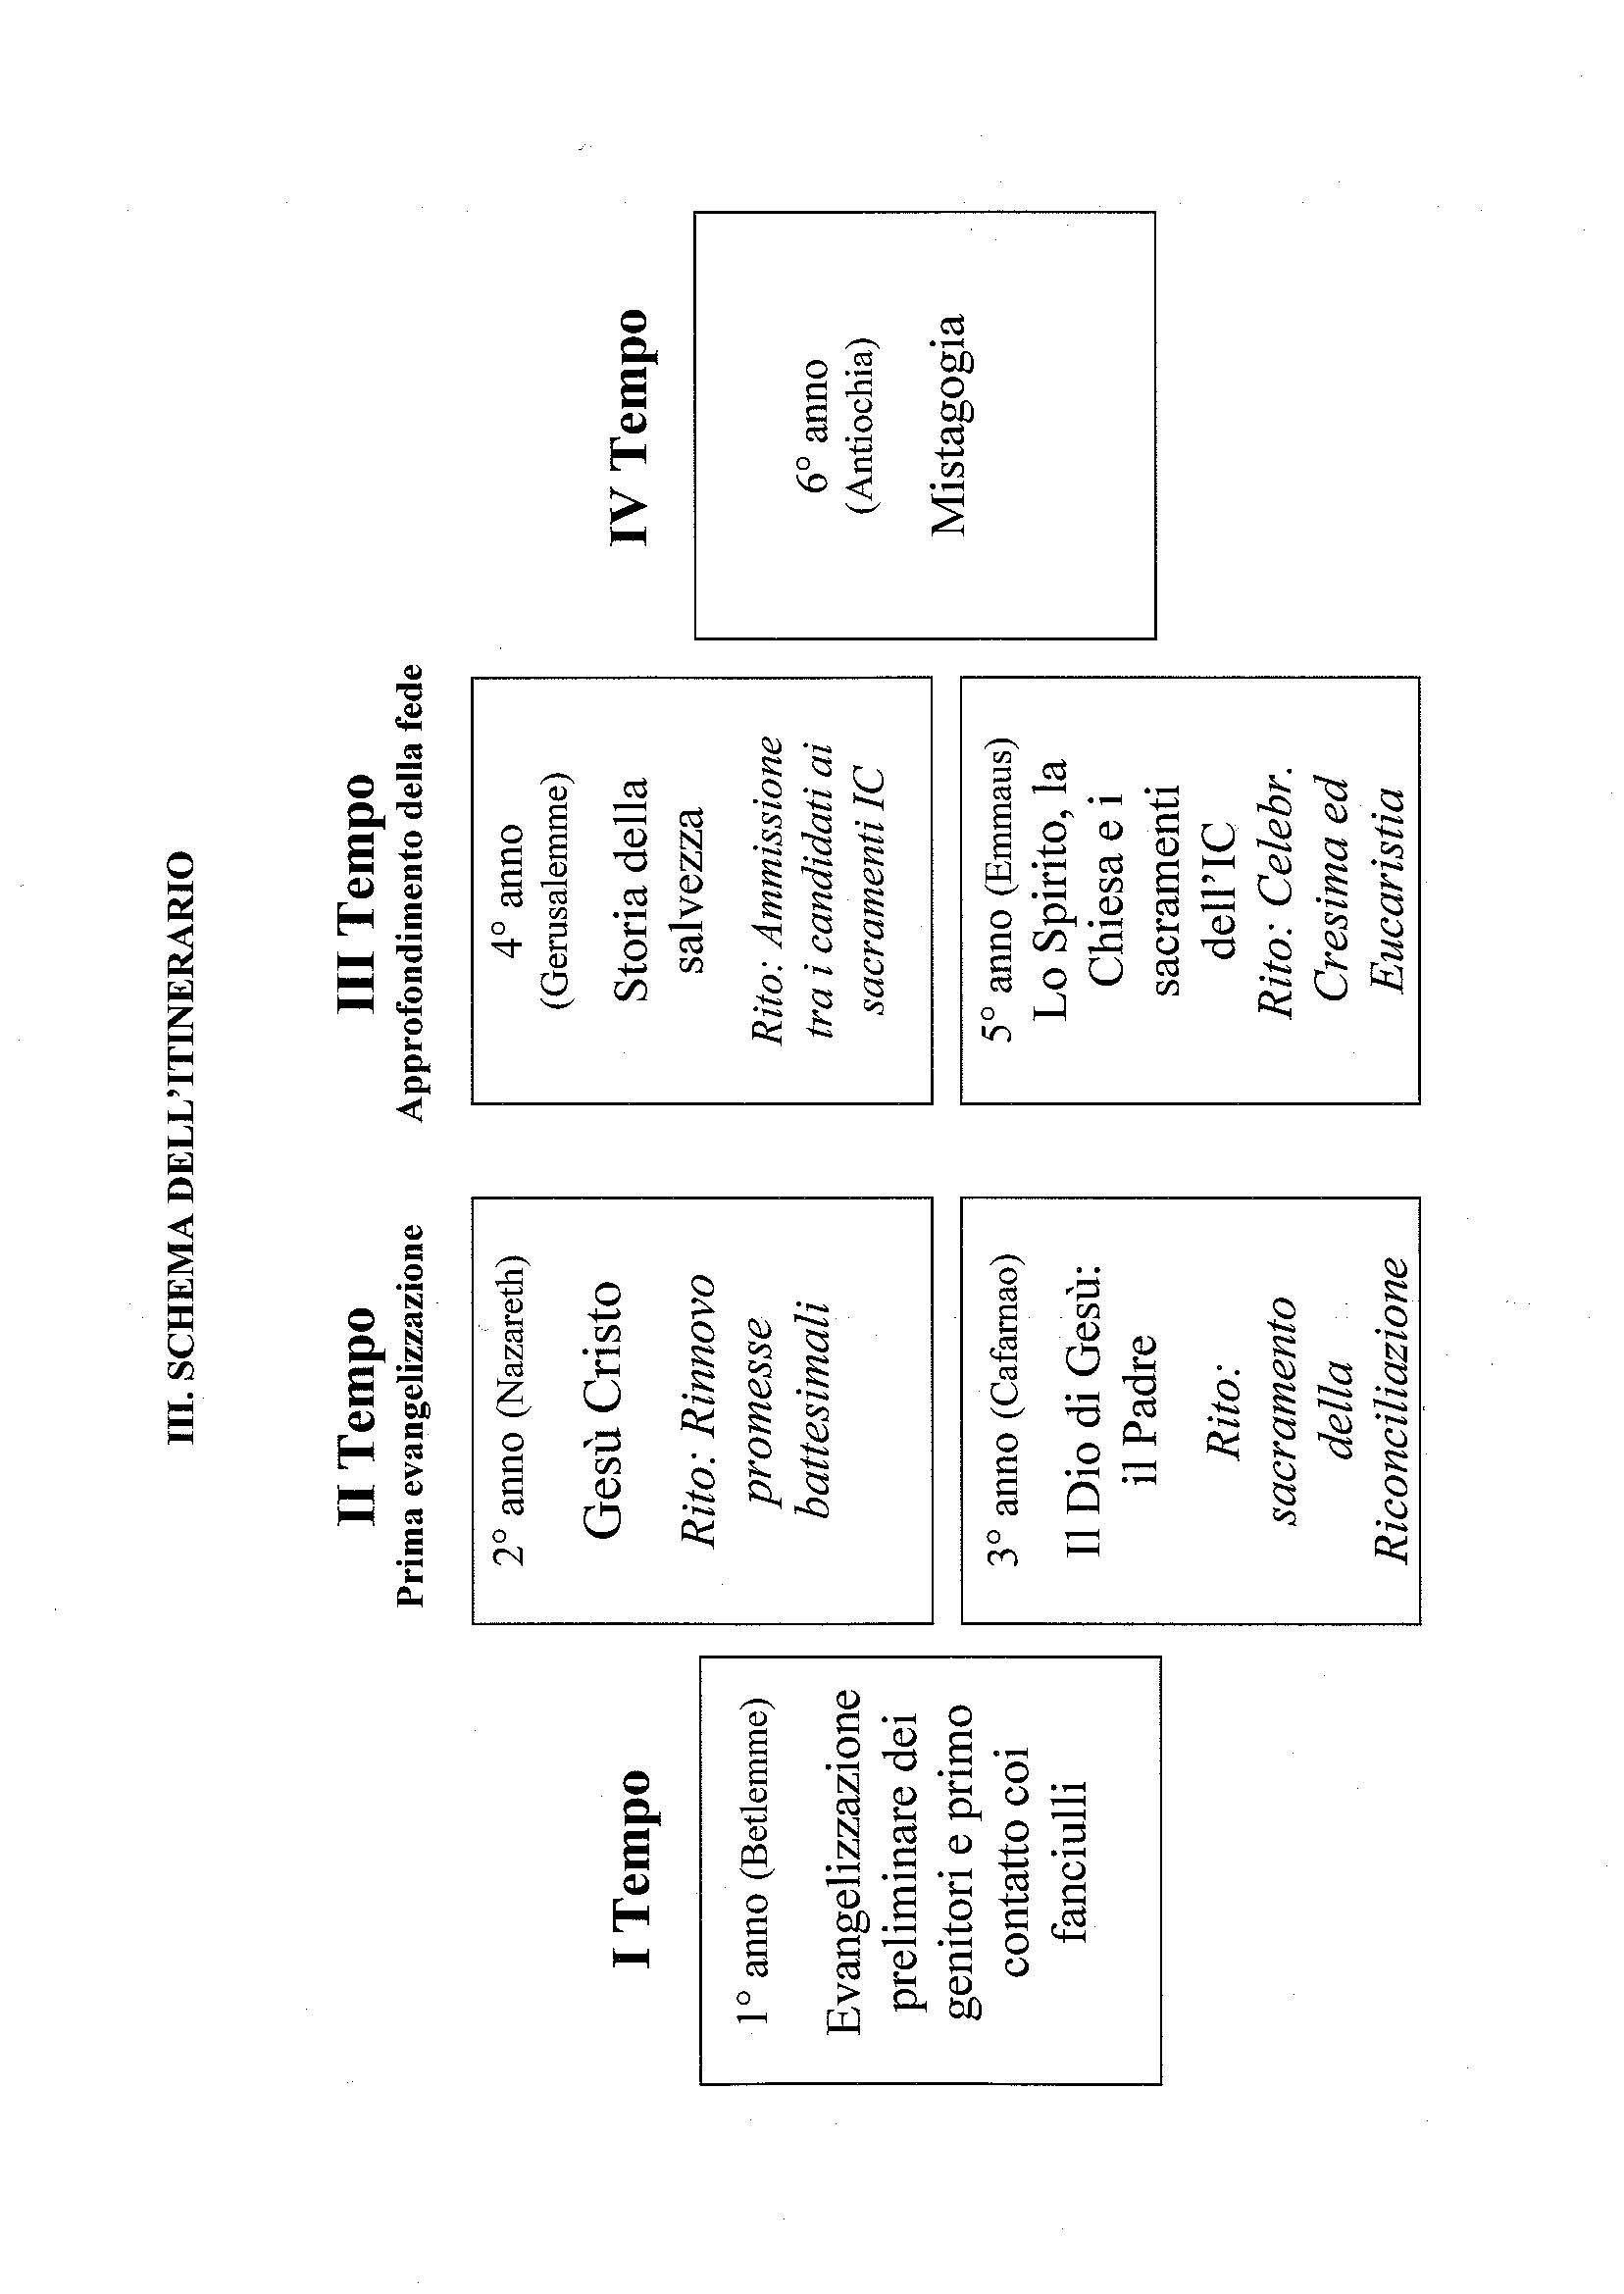 III. SCHEMA DELL'ITINERARIO
I Tempo
1° anno (Betlemme)
Evangelizzazione
preliminare dei
genitori e primo
contatto coi
fanciulli
II Tempo
Prima evangelizzazione
2° anno (Nazareth)
Gesù Cristo
Rito: Rinnovo
promesse
battesimali
3° anno (Cafarnao)
Il Dio di Gesù:
il Padre
Rito:
sacramento
della
Riconciliazione
III Tempo
Approfondimento della fede
4° anno
(Gerusalemme)
Storia della
salvezza
Rito: Ammissione
tra i candidati ai
sacramenti IC
5° anno (Emmaus)
Lo Spirito, la
Chiesa e i
sacramenti
dell'IC
Rito: Celebr.
Cresima ed
Eucaristia
IV Tempo
6° anno
(Antiochia)
Mistagogia